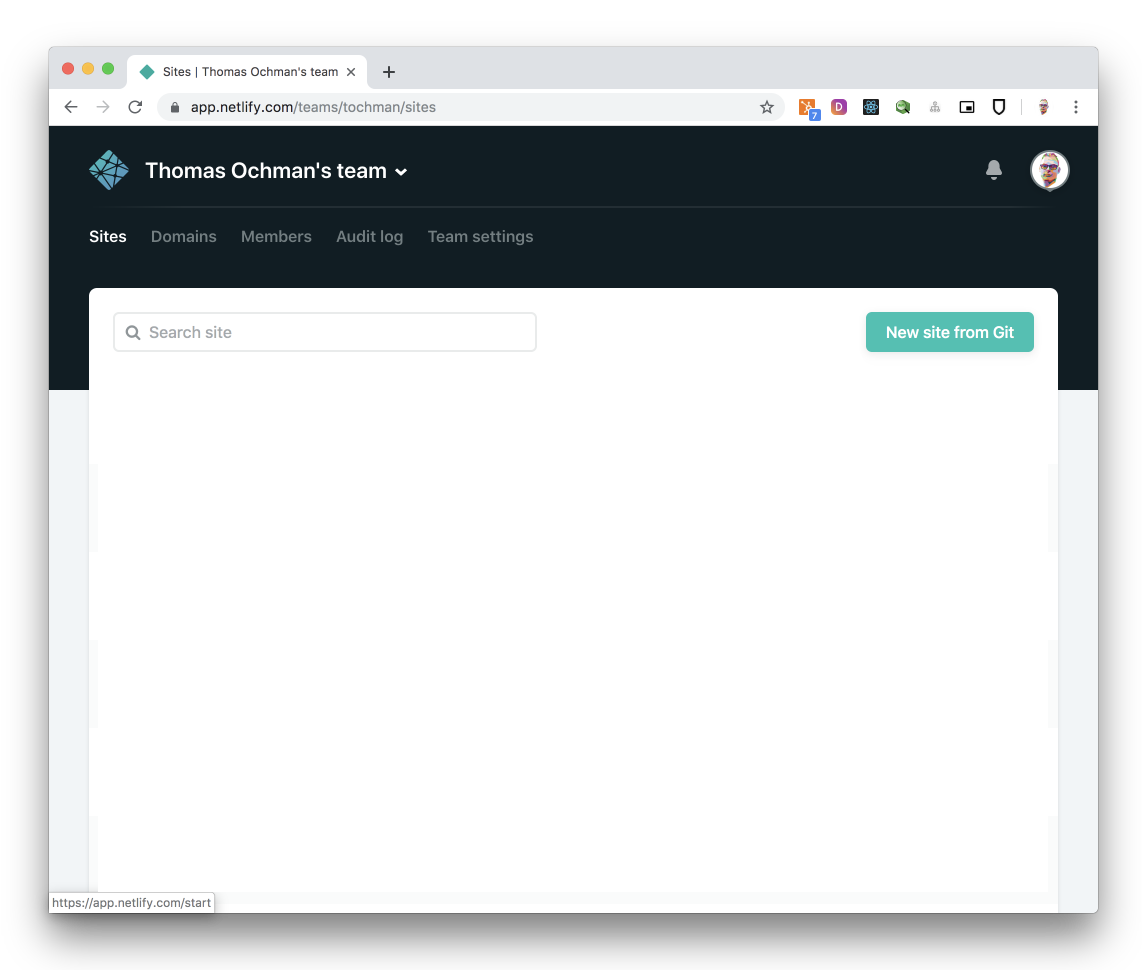 Sites | Thomas Ochman's team
app.netlify.com/teams/tochman/sites
7
D
Thomas Ochman's team
Sites Domains Members Audit log Team settings
Search site
New site from Git
https://app.netlify.com/start